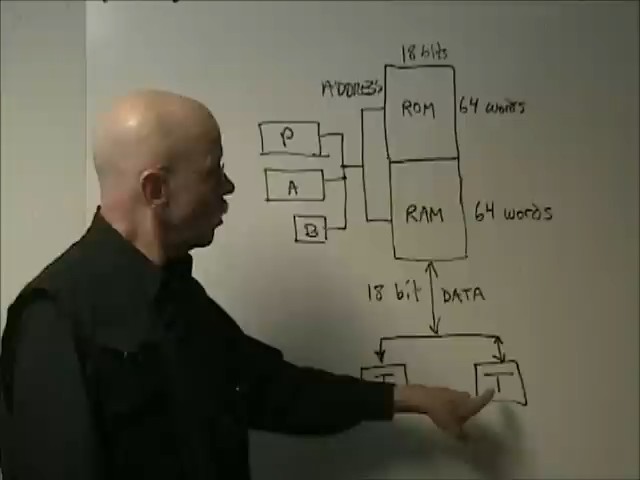 18 bits
ADDRESS
ROM
64 words
P
A
RAM
64 words
B
18 bit
DATA
T